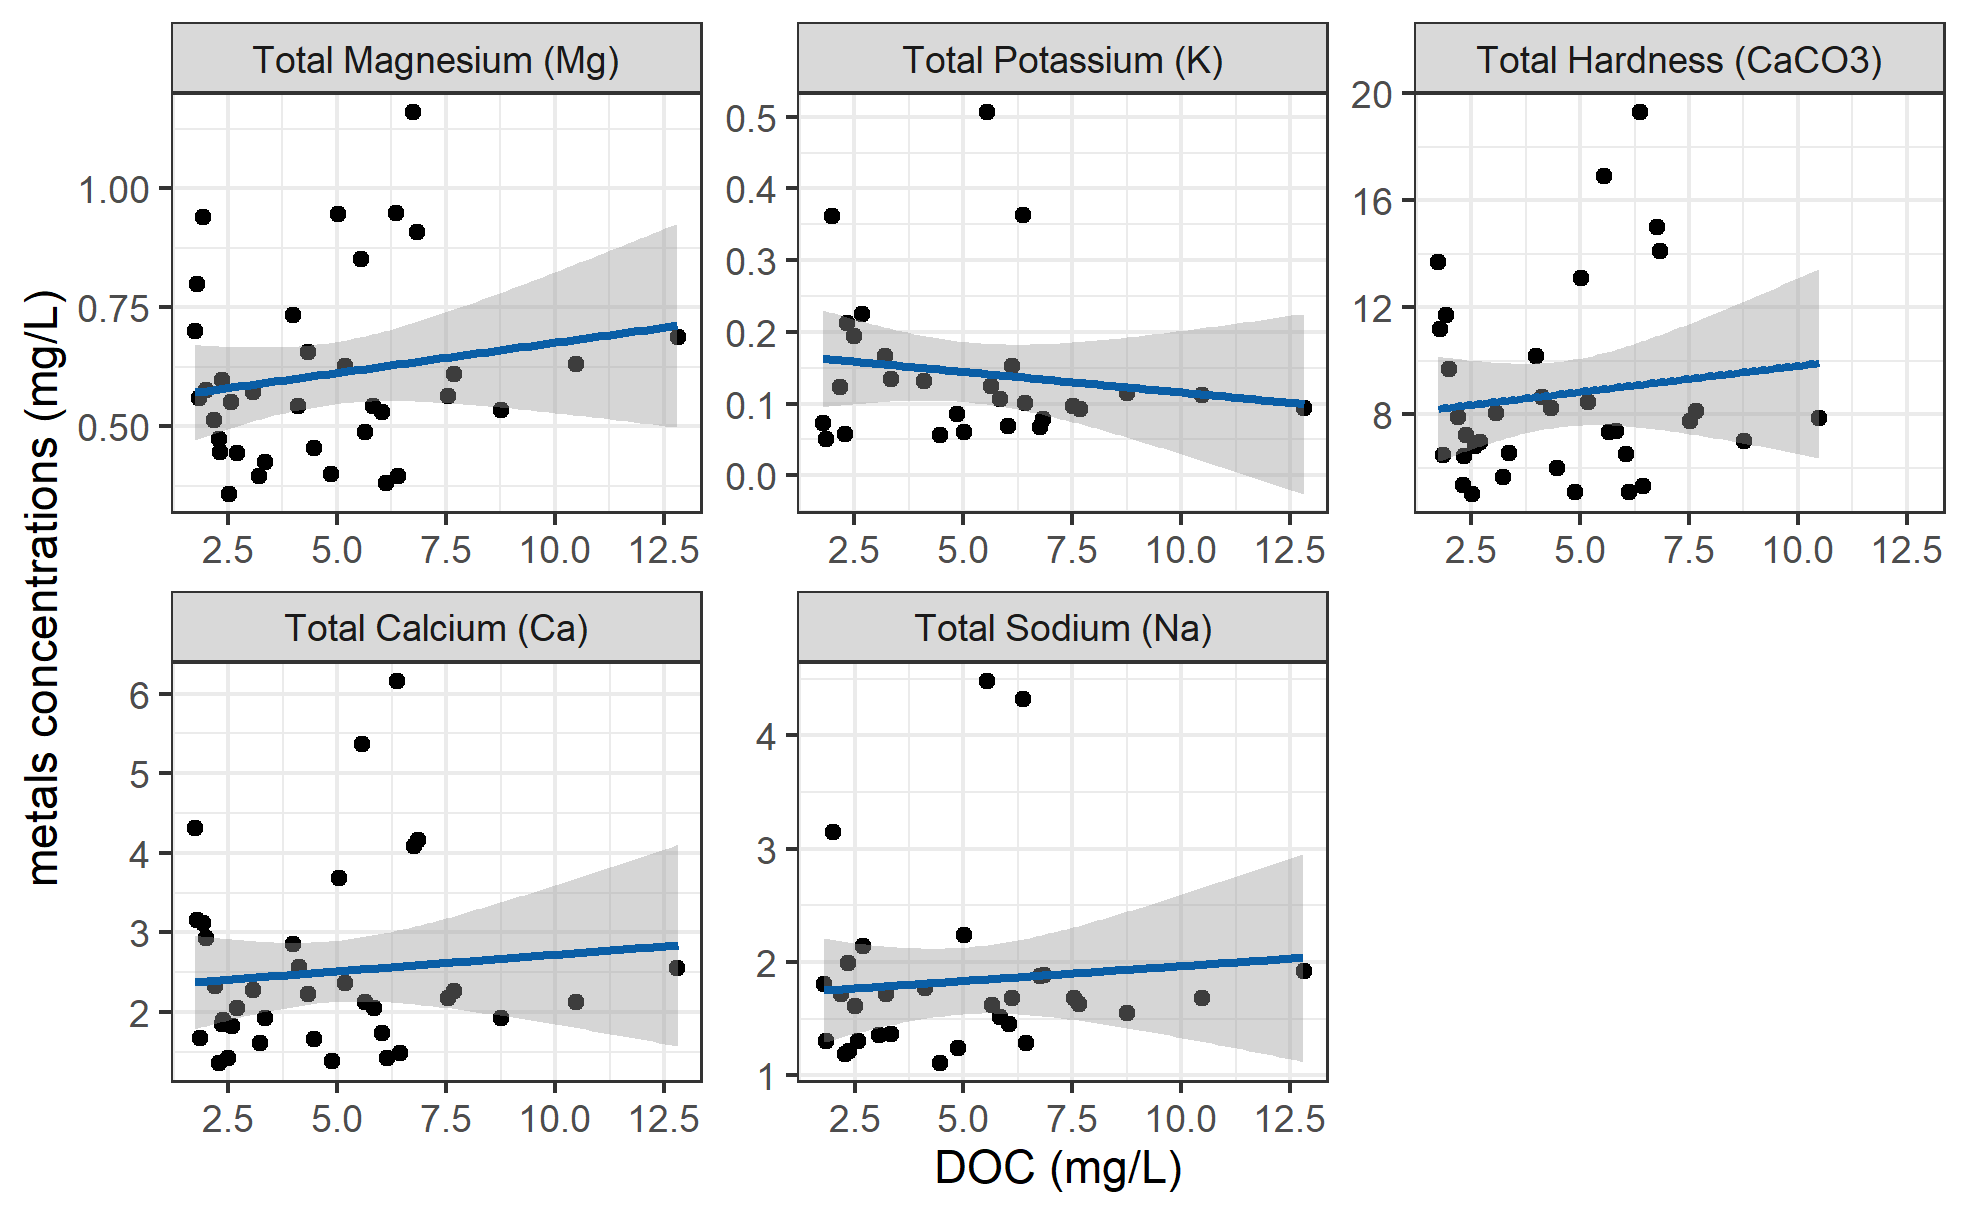 Total Magnesium (Mg)
Total Potassium (K)
Total Hardness (CaCO3)
1.00
0.75
0.50
0.5
0.4
0.3
0.2
0.1
0.0
20
16
12
8
2.5 5.0 7.5 10.0 12.5
2.5 5.0 7.5 10.0 12.5
2.5 5.0 7.5 10.0 12.5
metals concentrations (mg/L)
Total Calcium (Ca)
Total Sodium (Na)
6
5
4
3
2
4
3
2
1
2.5 5.0 7.5 10.0 12.5
2.5 5.0 7.5 10.0 12.5
DOC (mg/L)